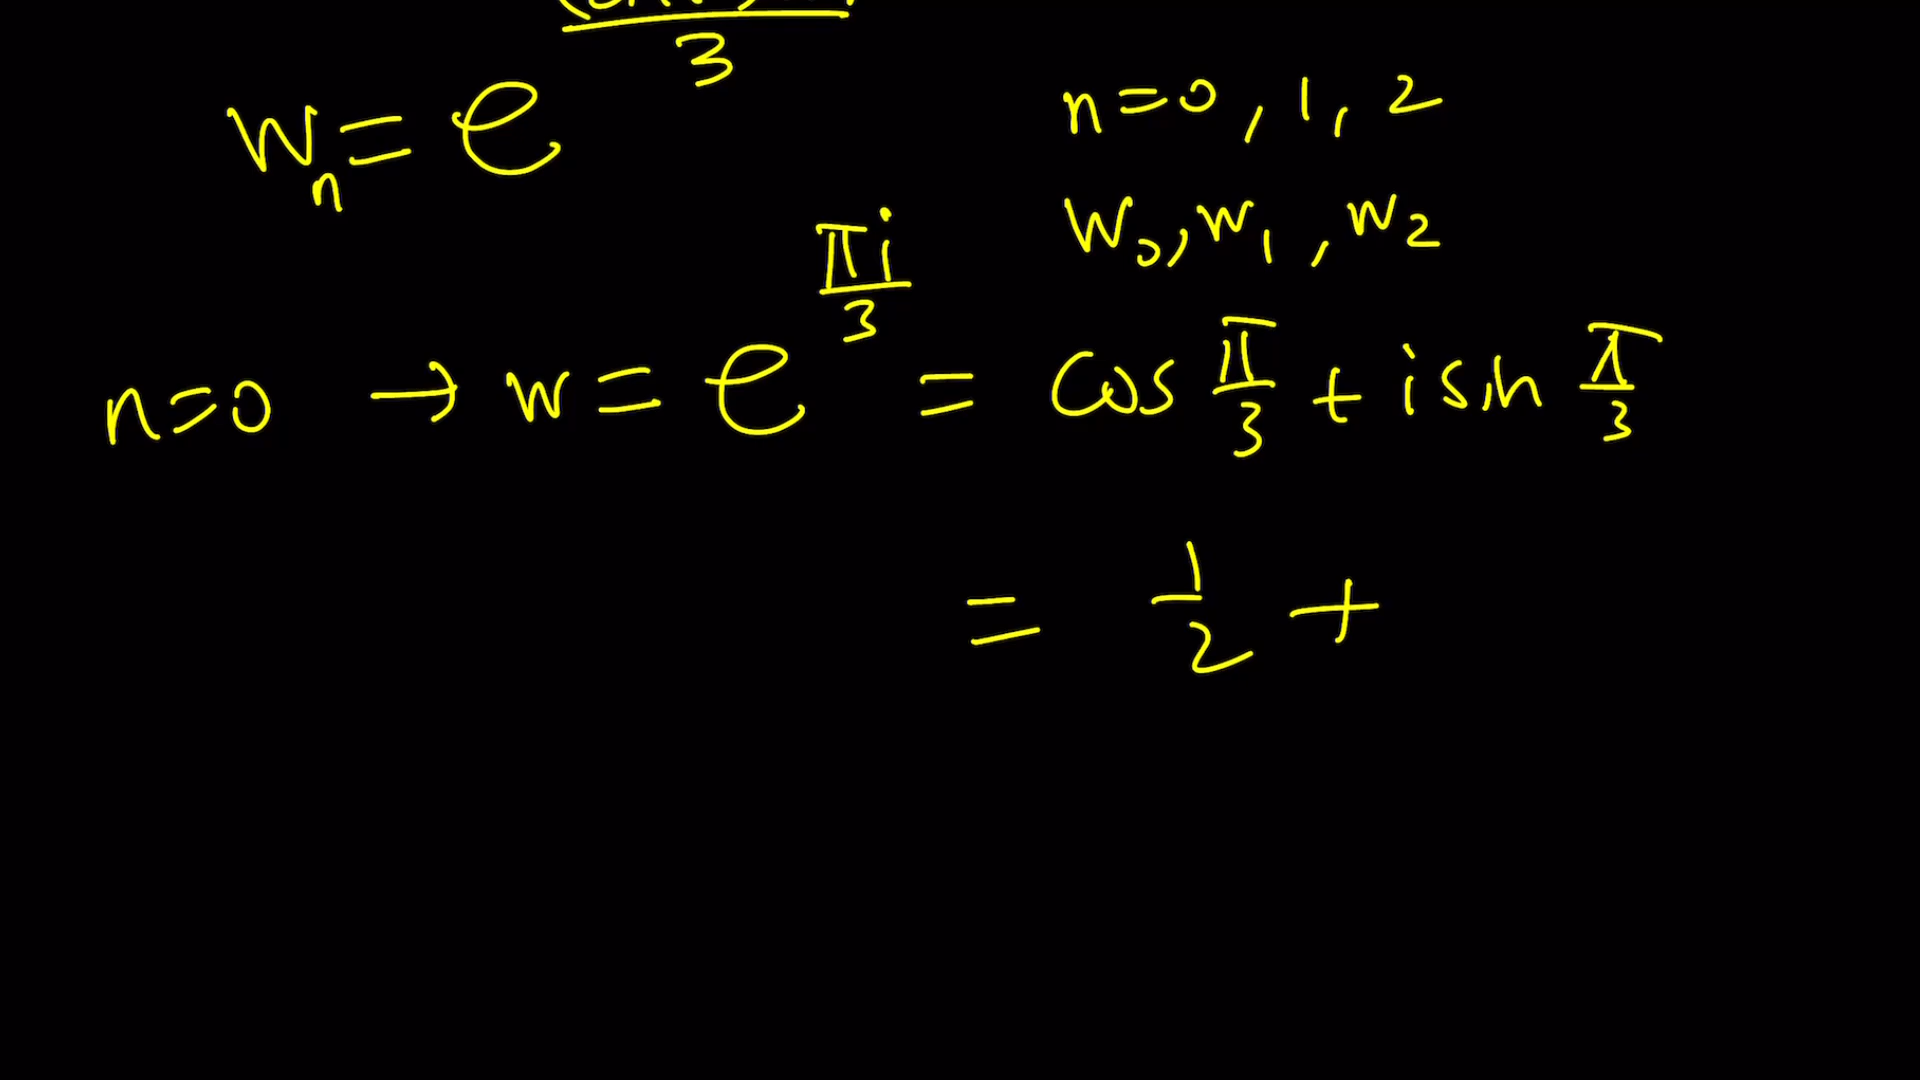 3
wₙ = e
n=0, 1, 2
W₀, w₁, w₂
n=0 → w = e^(πi/3) = cos π/3 + i sin π/3
= 1/2 +